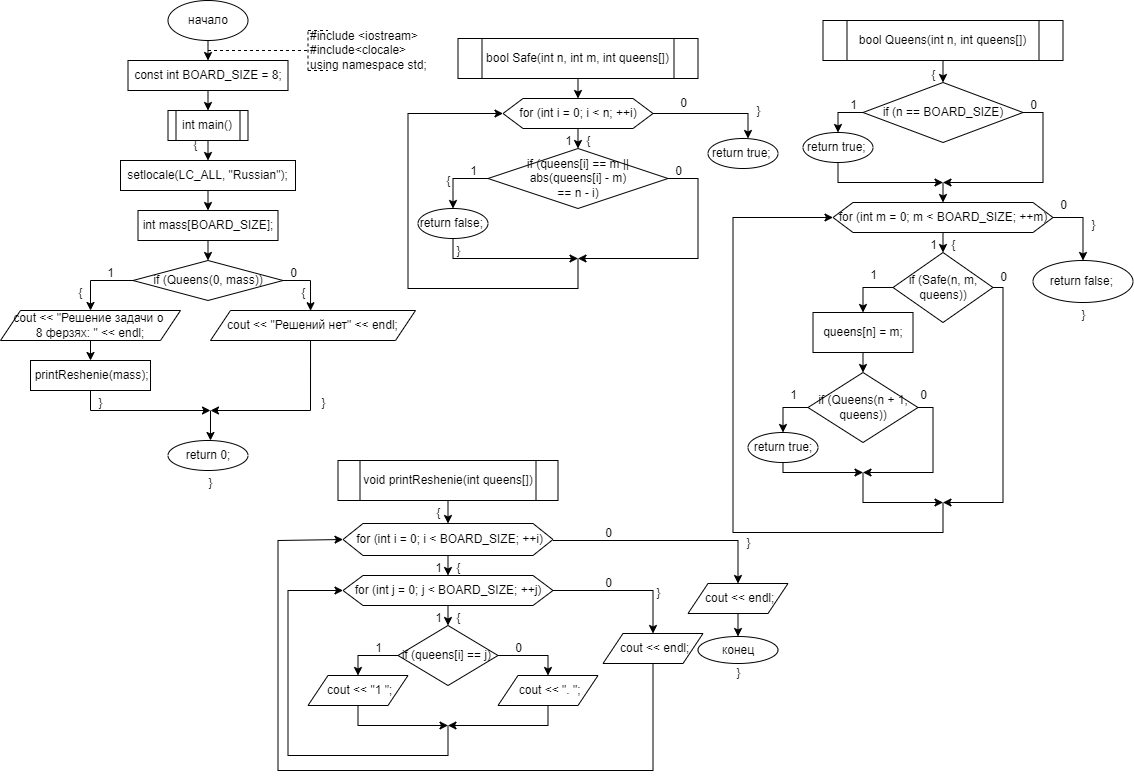 начало
#include <iostream>
#include<clocale>
using namespace std;
const int BOARD_SIZE = 8;
int main()
{
setlocale(LC_ALL, "Russian");
int mass[BOARD_SIZE];
if (Queens(0, mass))
1
0
{
{
cout << "Решение задачи о
8 ферзях: " << endl;
cout << "Решений нет" << endl;
printReshenie(mass);
}
}
return 0;
}
bool Safe(int n, int m, int queens[])
for (int i = 0; i < n; ++i)
0
}
return true;
1
{
if (queens[i] == m ||
abs(queens[i] - m)
== n - i)
1
0
{
return false;
}
bool Queens(int n, int queens[])
{
if (n == BOARD_SIZE)
1
0
return true;
for (int m = 0; m < BOARD_SIZE; ++m)
0
}
return false;
}
1
{
if (Safe(n, m,
queens))
1
0
queens[n] = m;
if (Queens(n + 1,
queens))
1
0
return true;
void printReshenie(int queens[])
{
for (int i = 0; i < BOARD_SIZE; ++i)
0
}
1
{
for (int j = 0; j < BOARD_SIZE; ++j)
0
}
1
{
if (queens[i] == j)
1
0
cout << "1 ";
cout << ". ";
cout << endl;
cout << endl;
конец
}